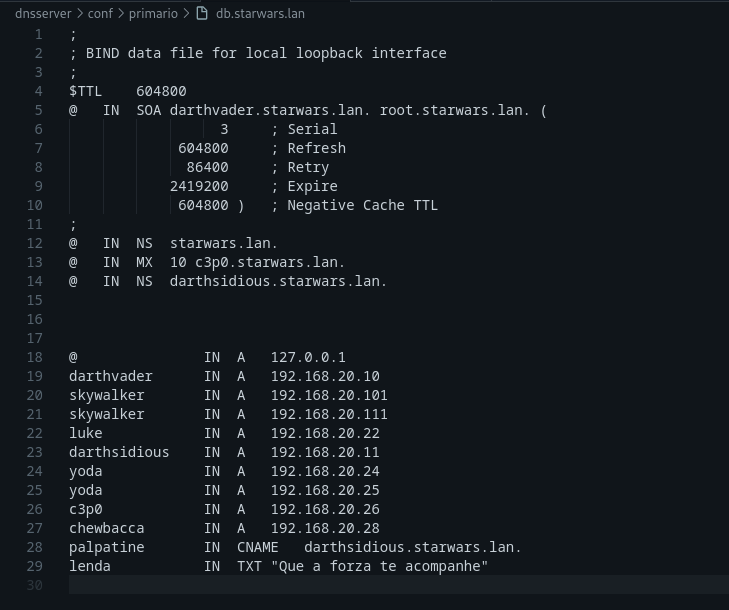 dnsserver > conf > primario > db.starwars.lan
1 ;
2 ; BIND data file for local loopback interface
3 ;
4 $TTL    604800
5 @   IN  SOA darthvader.starwars.lan. root.starwars.lan. (
6                   3     ; Serial
7              604800     ; Refresh
8               86400     ; Retry
9             2419200     ; Expire
10             604800 )   ; Negative Cache TTL
11 ;
12 @   IN  NS  starwars.lan.
13 @   IN  MX  10 c3p0.starwars.lan.
14 @   IN  NS  darthsidious.starwars.lan.
15
16
17
18 @               IN  A   127.0.0.1
19 darthvader      IN  A   192.168.20.10
20 skywalker       IN  A   192.168.20.101
21 skywalker       IN  A   192.168.20.111
22 luke            IN  A   192.168.20.22
23 darthsidious    IN  A   192.168.20.11
24 yoda            IN  A   192.168.20.24
25 yoda            IN  A   192.168.20.25
26 c3p0            IN  A   192.168.20.26
27 chewbacca       IN  A   192.168.20.28
28 palpatine       IN  CNAME   darthsidious.starwars.lan.
29 lenda           IN  TXT "Que a forza te acompanhe"
30